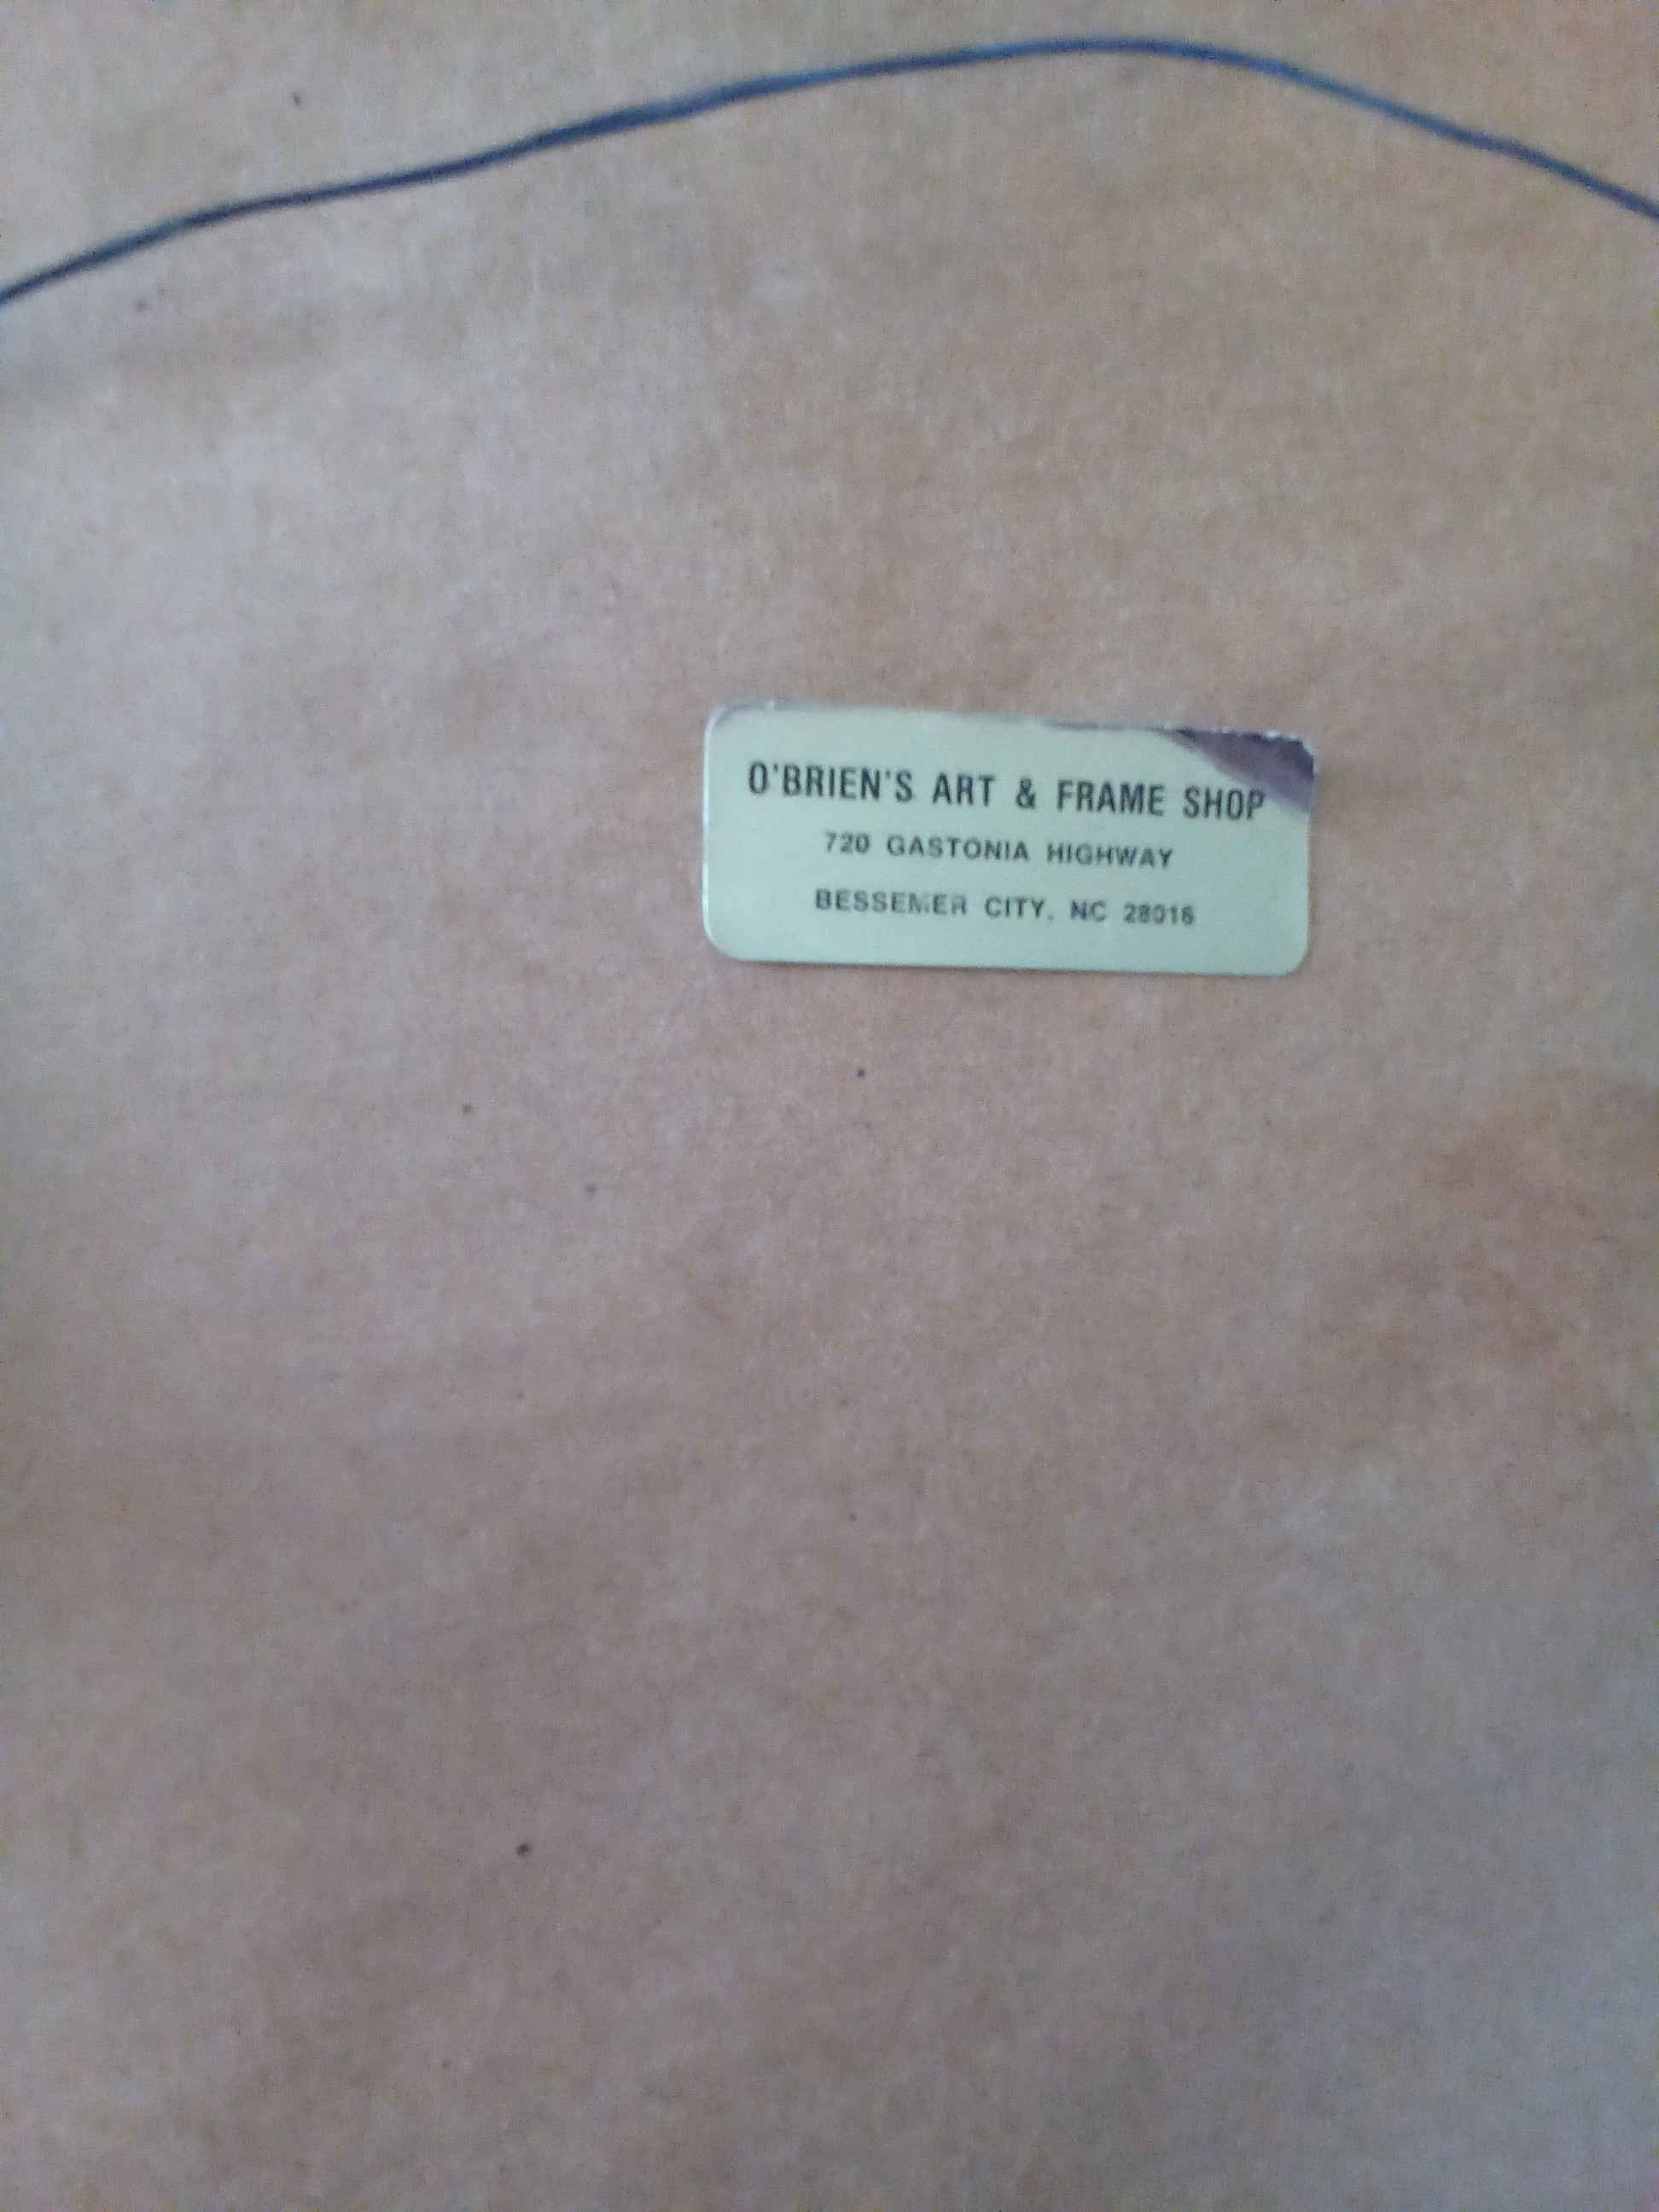 O'BRIEN'S ART & FRAME SHOP
720 GASTONIA HIGHWAY
BESSEMER CITY, NC 28016